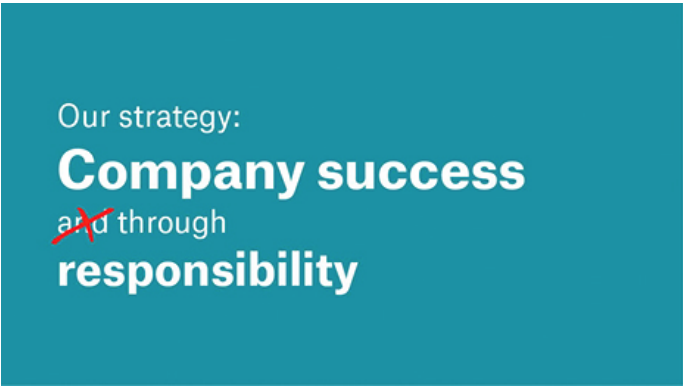 Our strategy:
Company success
and through
responsibility